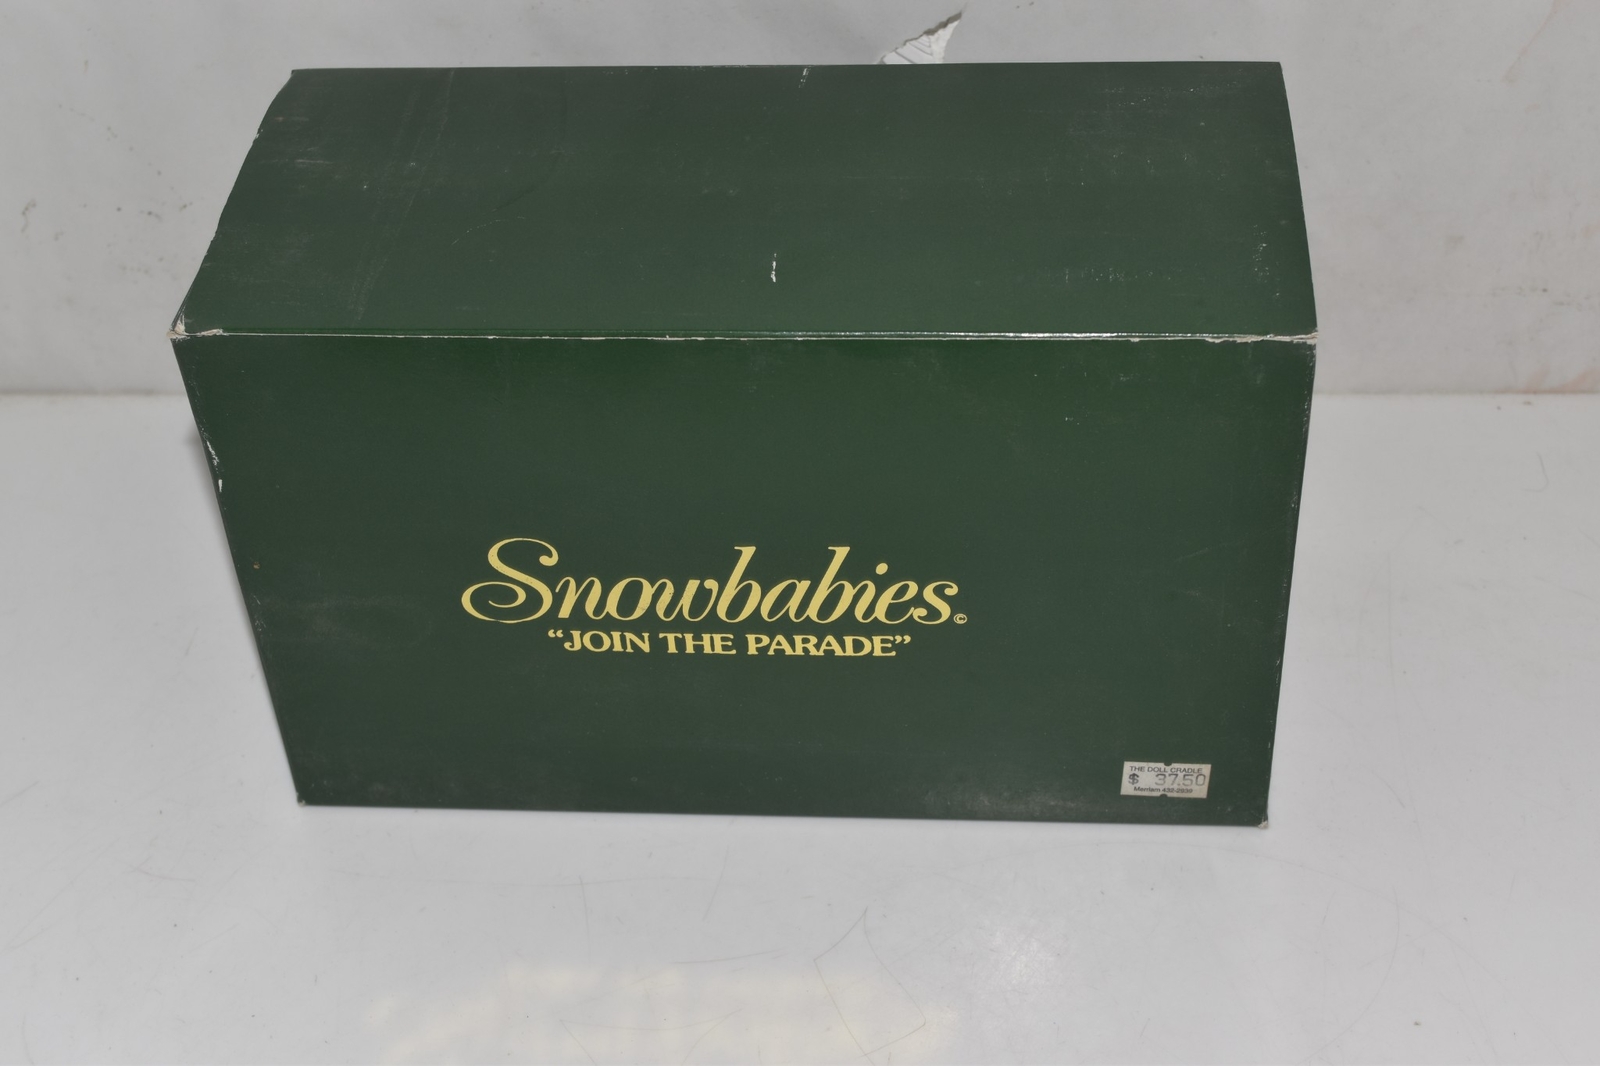 Snowbabies©
“JOIN THE PARADE”
THE DOLL CRADLE
$ 37.50